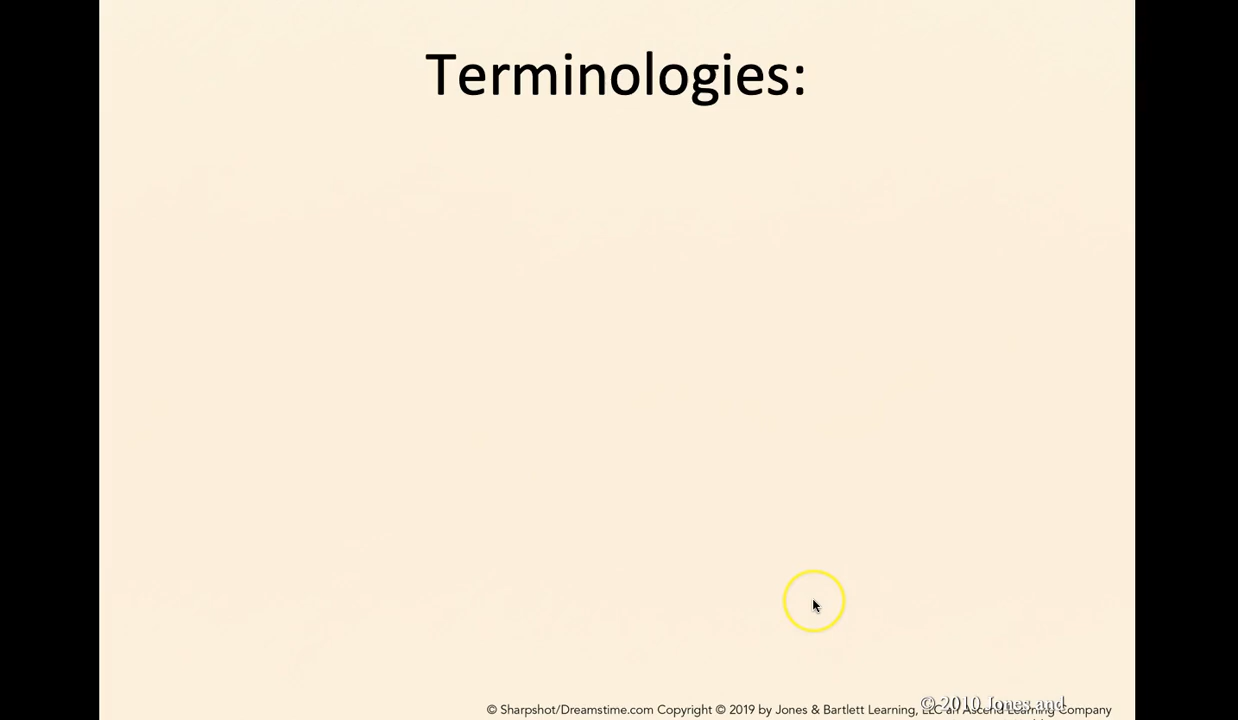 Terminologies:
© Sharpshot/Dreamstime.com Copyright © 2019 by Jones & Bartlett Learning, LLC an Ascend Learning Company
© 2010 Jones and